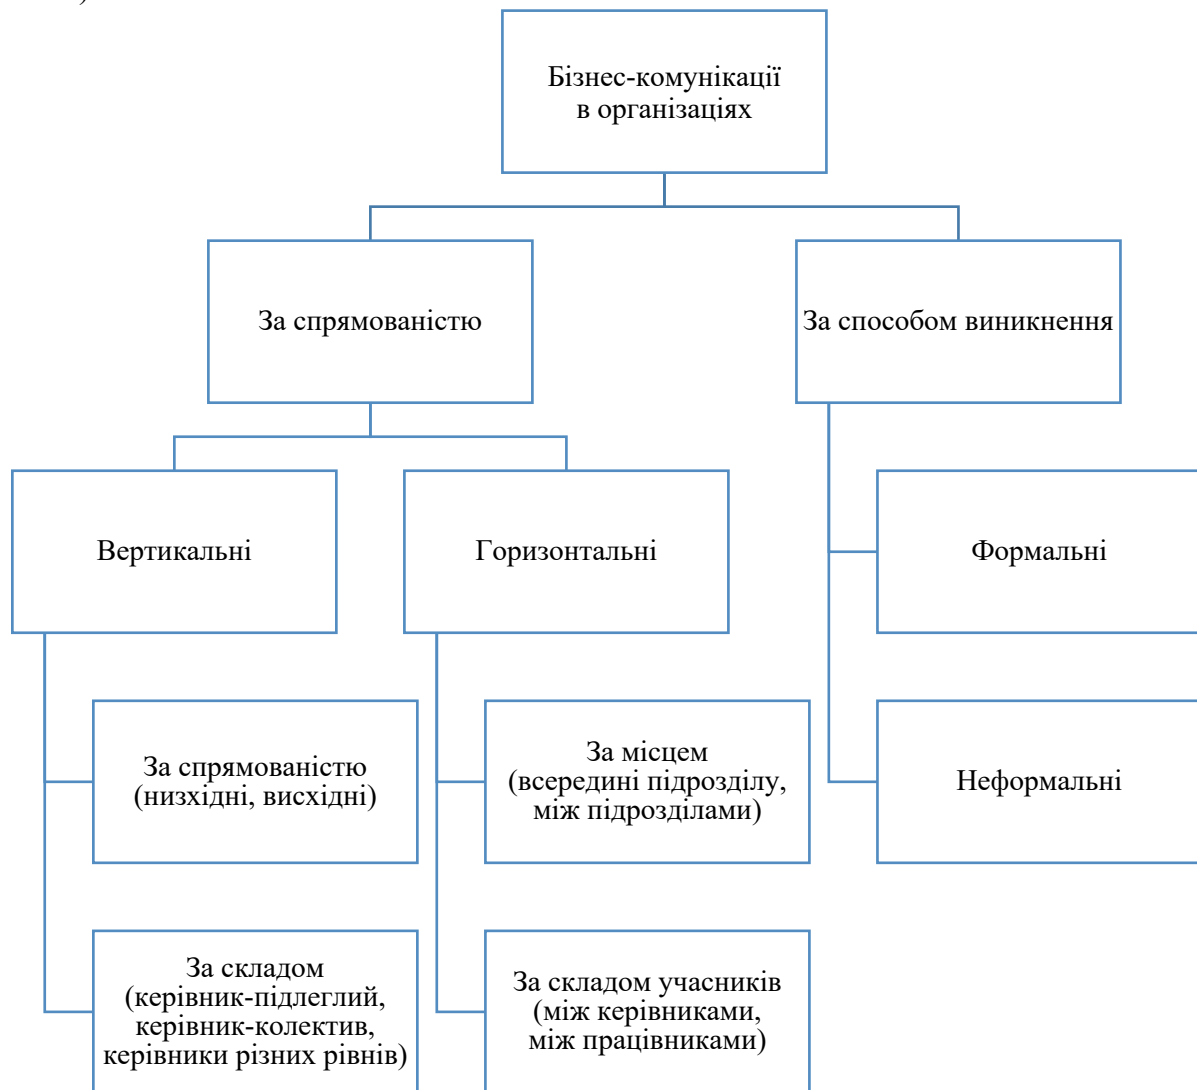 Бізнес-комунікації
в організаціях
За спрямованістю
За способом виникнення
Вертикальні
Горизонтальні
Формальні
За спрямованістю
(низхідні, висхідні)
За місцем
(всередині підрозділу,
між підрозділами)
Неформальні
За складом
(керівник-підлеглий,
керівник-колектив,
керівники різних рівнів)
За складом учасників
(між керівниками,
між працівниками)